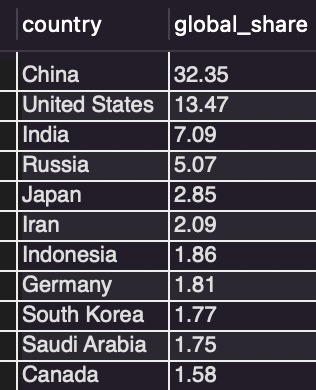 country global_share
China 32.35
United States 13.47
India 7.09
Russia 5.07
Japan 2.85
Iran 2.09
Indonesia 1.86
Germany 1.81
South Korea 1.77
Saudi Arabia 1.75
Canada 1.58